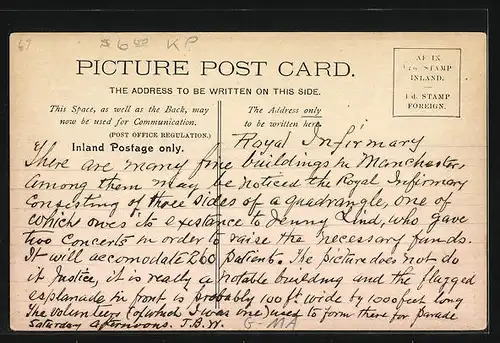 69 $6.00 KP
PICTURE POST CARD.
THE ADDRESS TO BE WRITTEN ON THIS SIDE.
AFFIX
½d. STAMP
INLAND.
1d. STAMP
FOREIGN.
This Space, as well as the Back, may
now be used for Communication.
(POST OFFICE REGULATION.)
Inland Postage only.
The Address only
to be written here.
Royal Infirmary
There are many fine buildings in Manchester,
Among them may be noticed the Royal Infirmary
consisting of three sides of a quadrangle, one of
which owes its existance to Jenny Lind, who gave
two concerts in order to raise the necessary funds.
It will accomodate 260 patients. The picture does not do
it Justice, it is really a notable building and the flagged
esplanade in front is probably 100 ft. wide by 1000 feet long
The volunteers (of which I was one) used to form there for parade
Saturday Afternoons. J.B.W. G-MA